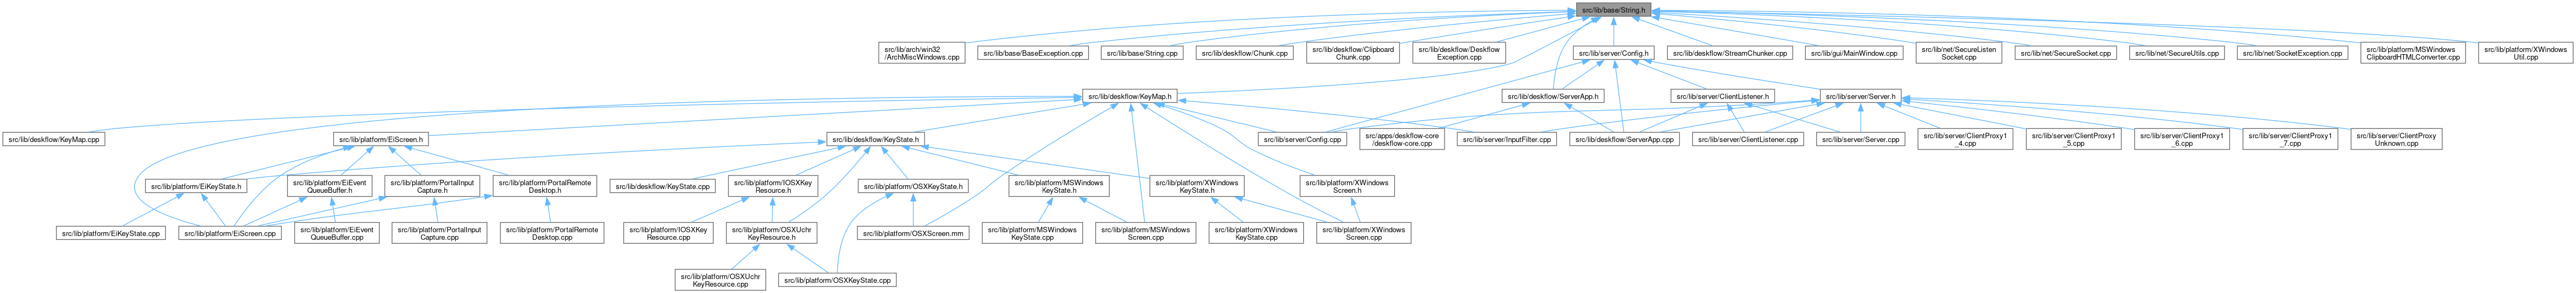 src/lib/base/String.h
src/lib/arch/win32
/ArchMiscWindows.cpp
src/lib/base/BaseException.cpp
src/lib/base/String.cpp
src/lib/deskflow/Chunk.cpp
src/lib/deskflow/Clipboard
Chunk.cpp
src/lib/deskflow/Deskflow
Exception.cpp
src/lib/server/Config.h
src/lib/deskflow/StreamChunker.cpp
src/lib/gui/MainWindow.cpp
src/lib/net/SecureListen
Socket.cpp
src/lib/net/SecureSocket.cpp
src/lib/net/SecureUtils.cpp
src/lib/net/SocketException.cpp
src/lib/platform/MSWindows
ClipboardHTMLConverter.cpp
src/lib/platform/XWindows
Util.cpp
src/lib/deskflow/KeyMap.h
src/lib/deskflow/ServerApp.h
src/lib/server/ClientListener.h
src/lib/server/Server.h
src/lib/deskflow/KeyMap.cpp
src/lib/platform/EiScreen.h
src/lib/deskflow/KeyState.h
src/lib/server/Config.cpp
src/apps/deskflow-core
/deskflow-core.cpp
src/lib/server/InputFilter.cpp
src/lib/deskflow/ServerApp.cpp
src/lib/server/ClientListener.cpp
src/lib/server/Server.cpp
src/lib/server/ClientProxy1
_4.cpp
src/lib/server/ClientProxy1
_5.cpp
src/lib/server/ClientProxy1
_6.cpp
src/lib/server/ClientProxy1
_7.cpp
src/lib/server/ClientProxy
Unknown.cpp
src/lib/platform/EiKeyState.h
src/lib/platform/EiEvent
QueueBuffer.h
src/lib/platform/PortalInput
Capture.h
src/lib/platform/PortalRemote
Desktop.h
src/lib/deskflow/KeyState.cpp
src/lib/platform/IOSXKey
Resource.h
src/lib/platform/OSXKeyState.h
src/lib/platform/MSWindows
KeyState.h
src/lib/platform/XWindows
KeyState.h
src/lib/platform/XWindows
Screen.h
src/lib/platform/EiKeyState.cpp
src/lib/platform/EiScreen.cpp
src/lib/platform/EiEvent
QueueBuffer.cpp
src/lib/platform/PortalInput
Capture.cpp
src/lib/platform/PortalRemote
Desktop.cpp
src/lib/platform/IOSXKey
Resource.cpp
src/lib/platform/OSXUchr
KeyResource.h
src/lib/platform/OSXScreen.mm
src/lib/platform/MSWindows
KeyState.cpp
src/lib/platform/MSWindows
Screen.cpp
src/lib/platform/XWindows
KeyState.cpp
src/lib/platform/XWindows
Screen.cpp
src/lib/platform/OSXUchr
KeyResource.cpp
src/lib/platform/OSXKeyState.cpp